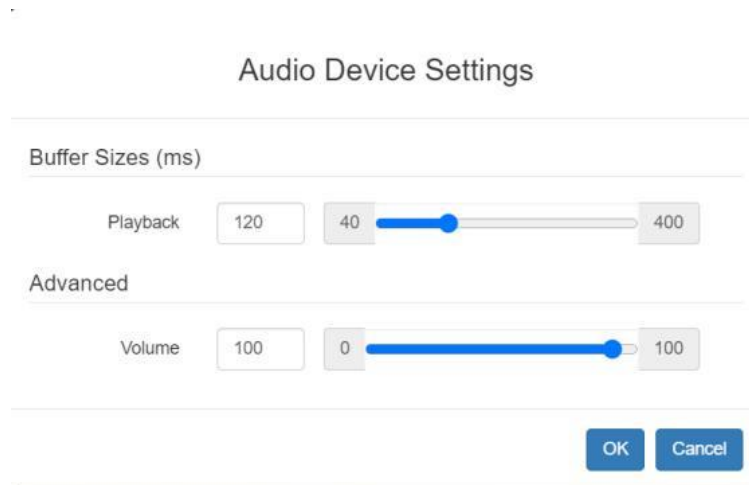 Audio Device Settings
Buffer Sizes (ms)
Playback 120 40 400
Advanced
Volume 100 0 100
OK Cancel